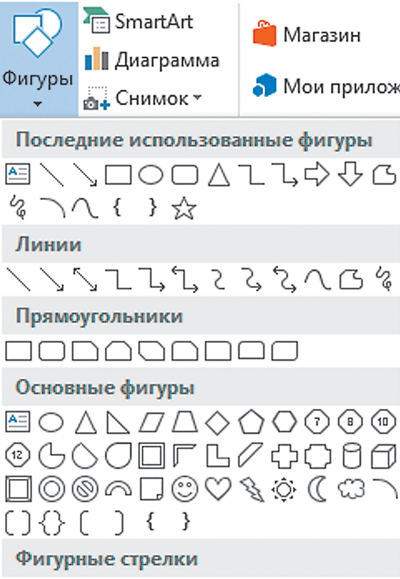 SmartArt
Магазин
Фигуры
Диаграмма
Снимок
Мои прилож
Последние использованные фигуры
A
{ }
Линии
Прямоугольники
Основные фигуры
A 7 8 10
12
Фигурные стрелки